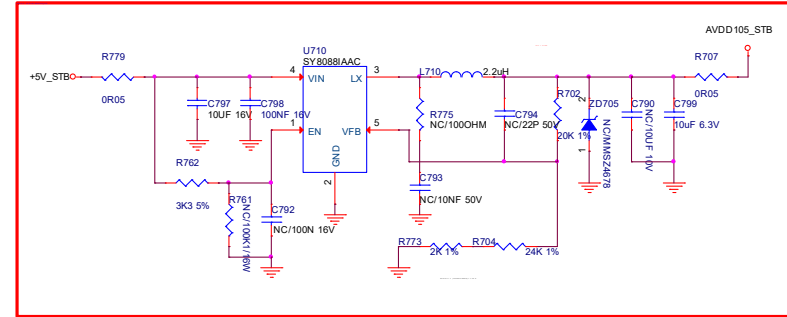 AVDD105_STB
U710
SY8088IAAC
R779
+5V_STB
0R05
4
VIN
LX
3
L710
2.2uH
R707
0R05
C797
10UF 16V
C798
100NF 16V
R775
NC/100OHM
C794
NC/22P 50V
R702
20K 1%
2
ZD705
1
NC/MMSZ4678
C790
NC/10UF 10V
C799
10uF 6.3V
1
EN
VFB
5
GND
2
R762
3K3 5%
R761
NC/100K1/16W
C792
NC/100N 16V
C793
NC/10NF 50V
R773
2K 1%
R704
24K 1%